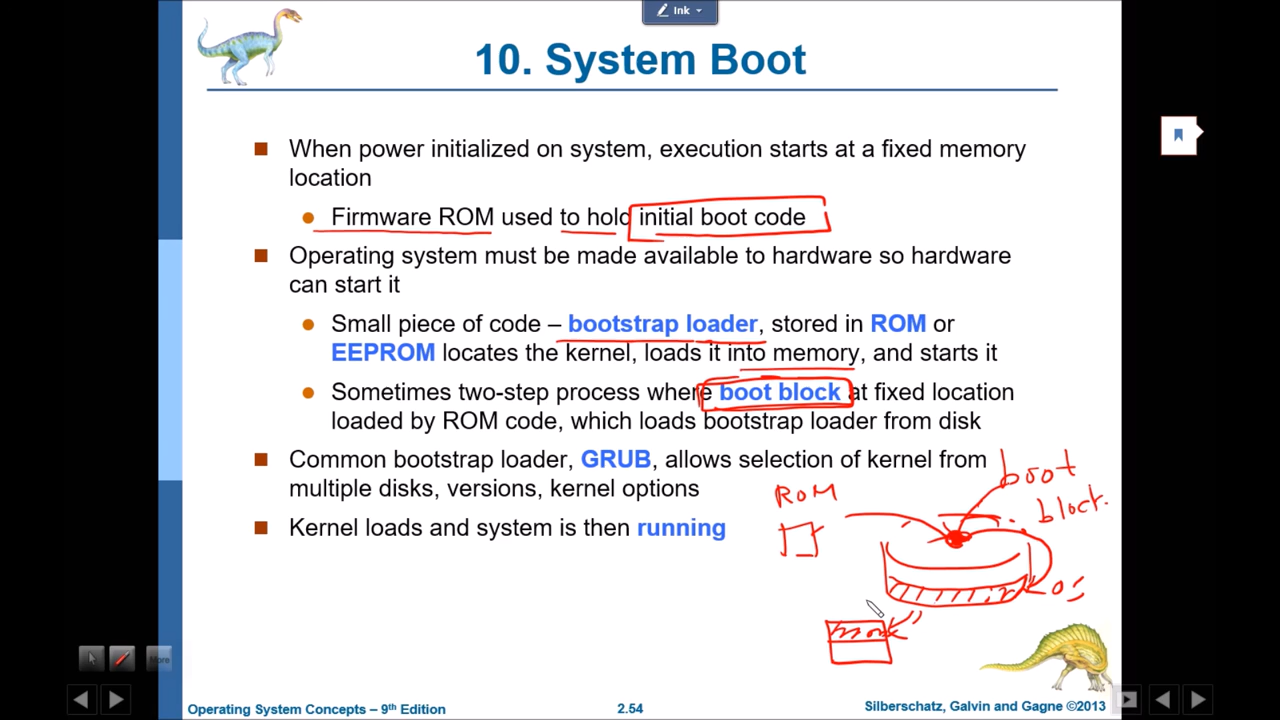 Ink
10. System Boot
When power initialized on system, execution starts at a fixed memory
location
Firmware ROM used to hold initial boot code
Operating system must be made available to hardware so hardware
can start it
Small piece of code – bootstrap loader, stored in ROM or
EEPROM locates the kernel, loads it into memory, and starts it
Sometimes two-step process where boot block at fixed location
loaded by ROM code, which loads bootstrap loader from disk
Common bootstrap loader, GRUB, allows selection of kernel from
multiple disks, versions, kernel options
Kernel loads and system is then running
ROM
boot
block.
OS
More
Operating System Concepts – 9th Edition
2.54
Silberschatz, Galvin and Gagne ©2013